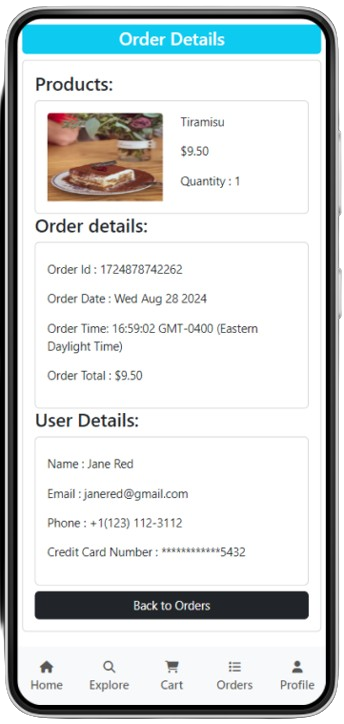 Order Details
Products:
Tiramisu
$9.50
Quantity : 1
Order details:
Order Id : 1724878742262
Order Date : Wed Aug 28 2024
Order Time: 16:59:02 GMT-0400 (Eastern
Daylight Time)
Order Total : $9.50
User Details:
Name : Jane Red
Email : janered@gmail.com
Phone : +1(123) 112-3112
Credit Card Number : ************5432
Back to Orders
Home Explore Cart Orders Profile